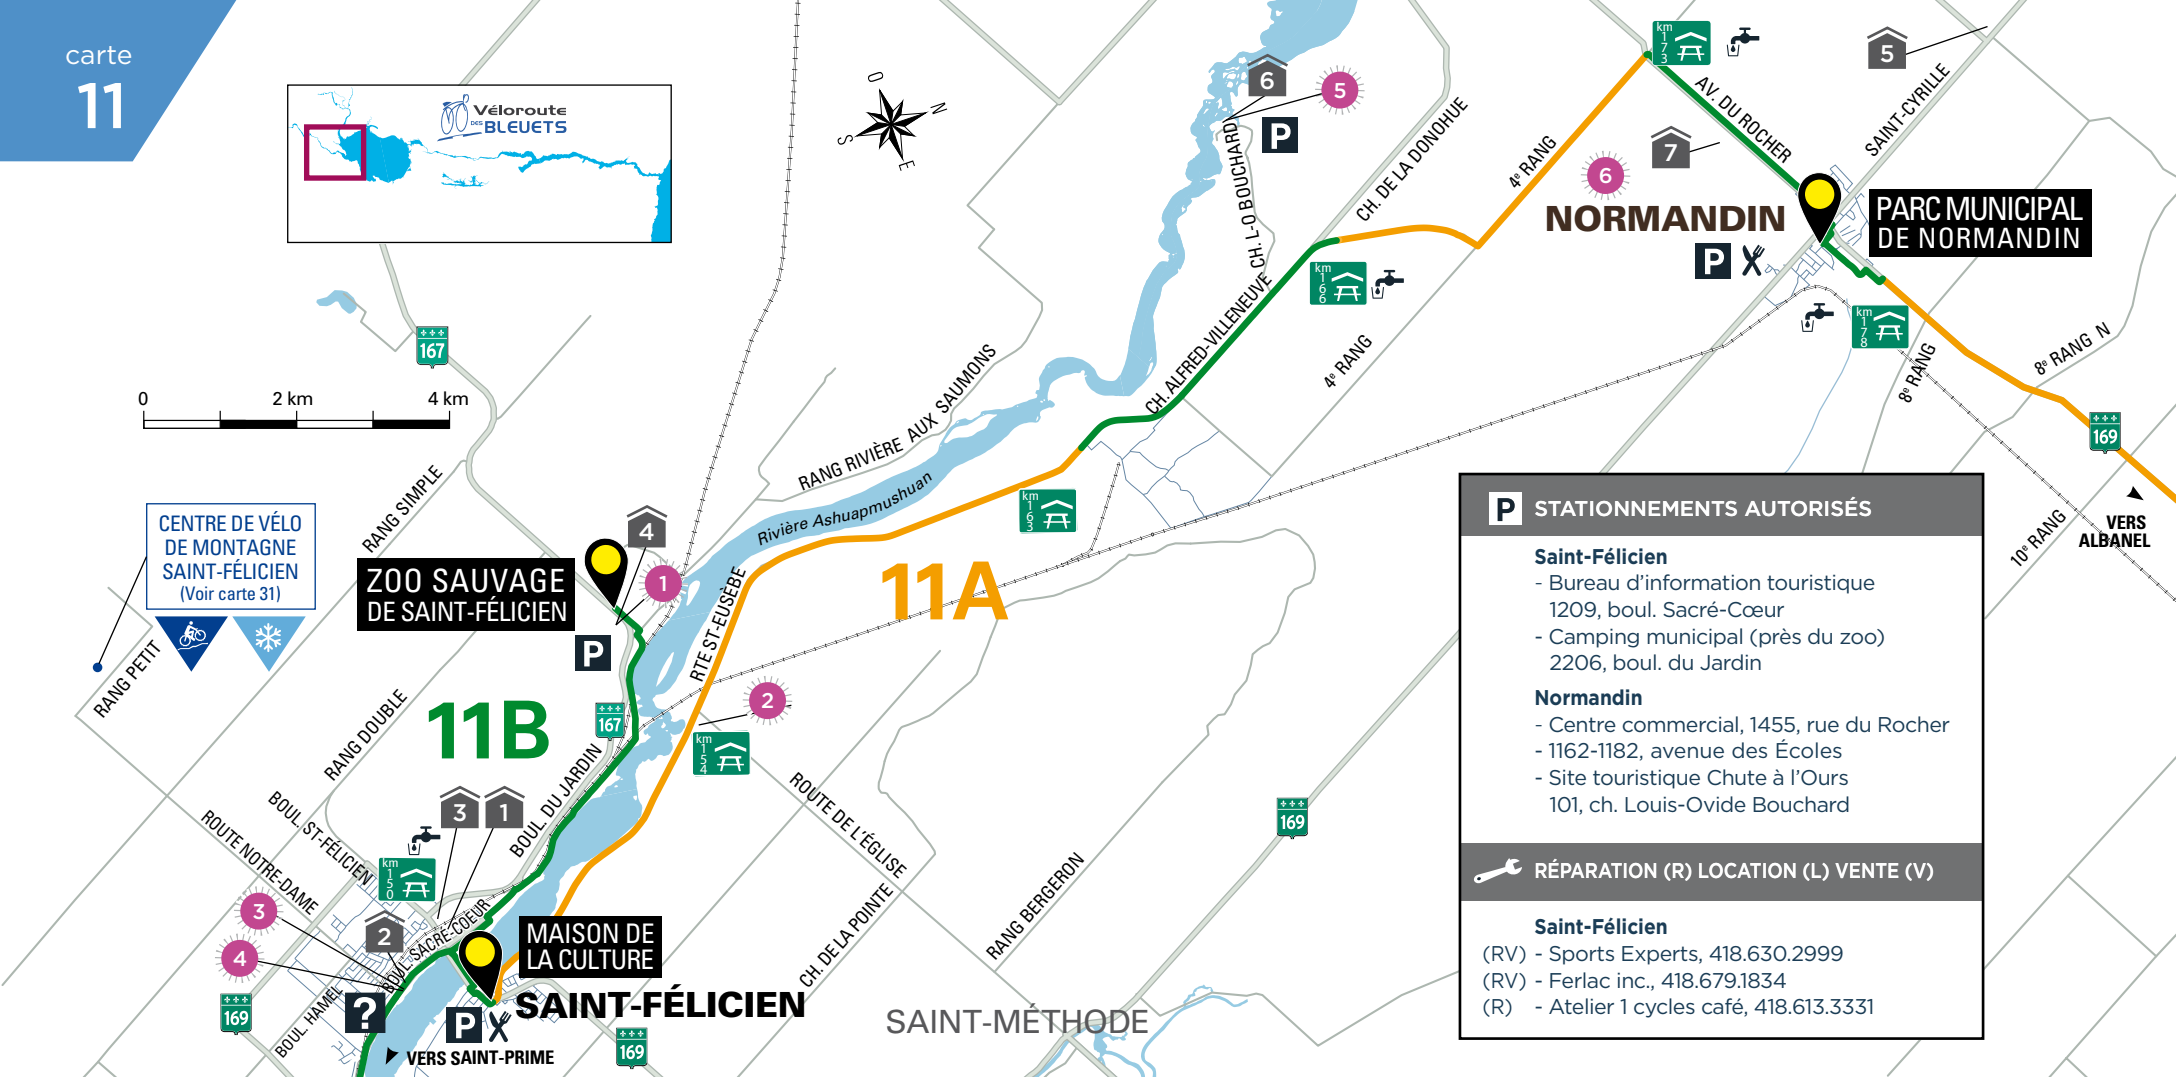 carte
11
Véloroute
DES BLEUETS
O
N
S
E
0
2 km
4 km
167
CENTRE DE VÉLO
DE MONTAGNE
SAINT-FÉLICIEN
(Voir carte 31)
RANG PETIT
RANG SIMPLE
RANG DOUBLE
ZOO SAUVAGE
DE SAINT-FÉLICIEN
4
1
P
11B
167
BOUL. DU JARDIN
RTE ST-EUSÈBE
RANG RIVIÈRE AUX SAUMONS
Rivière Ashuapmushuan
11A
2
km
154
ROUTE DE L'ÉGLISE
CH. DE LA POINTE
RANG BERGERON
169
SAINT-MÉTHODE
3
1
km
150
BOUL. ST-FÉLICIEN
ROUTE NOTRE-DAME
3
4
2
BOUL. SACRÉ-COEUR
BOUL. HAMEL
169
?
P
MAISON DE
LA CULTURE
SAINT-FÉLICIEN
VERS SAINT-PRIME
169
6
5
P
CH. L-O BOUCHARD
CH. ALFRED-VILLENEUVE
CH. DE LA DONOHUE
km
163
km
166
4e RANG
4e RANG
km
173
AV. DU ROCHER
5
SAINT-CYRILLE
7
6
NORMANDIN
P
PARC MUNICIPAL
DE NORMANDIN
km
178
8e RANG
8e RANG N
169
10e RANG
VERS
ALBANEL
P STATIONNEMENTS AUTORISÉS
Saint-Félicien
- Bureau d'information touristique
1209, boul. Sacré-Cœur
- Camping municipal (près du zoo)
2206, boul. du Jardin
Normandin
- Centre commercial, 1455, rue du Rocher
- 1162-1182, avenue des Écoles
- Site touristique Chute à l'Ours
101, ch. Louis-Ovide Bouchard
RÉPARATION (R) LOCATION (L) VENTE (V)
Saint-Félicien
(RV) - Sports Experts, 418.630.2999
(RV) - Ferlac inc., 418.679.1834
(R) - Atelier 1 cycles café, 418.613.3331